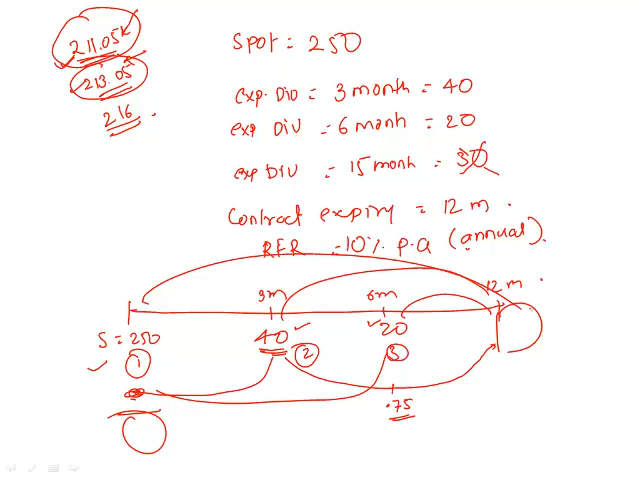 211.05K
213.05
216
Spot = 250
exp. Div = 3 month = 40
exp DIV = 6 month = 20
exp DIV = 15 month = 30
Contract expiry = 12 m.
RFR = 10% p.a (annual).
3m 6m 12 m.
S = 250 40 20
1 2 3
.75